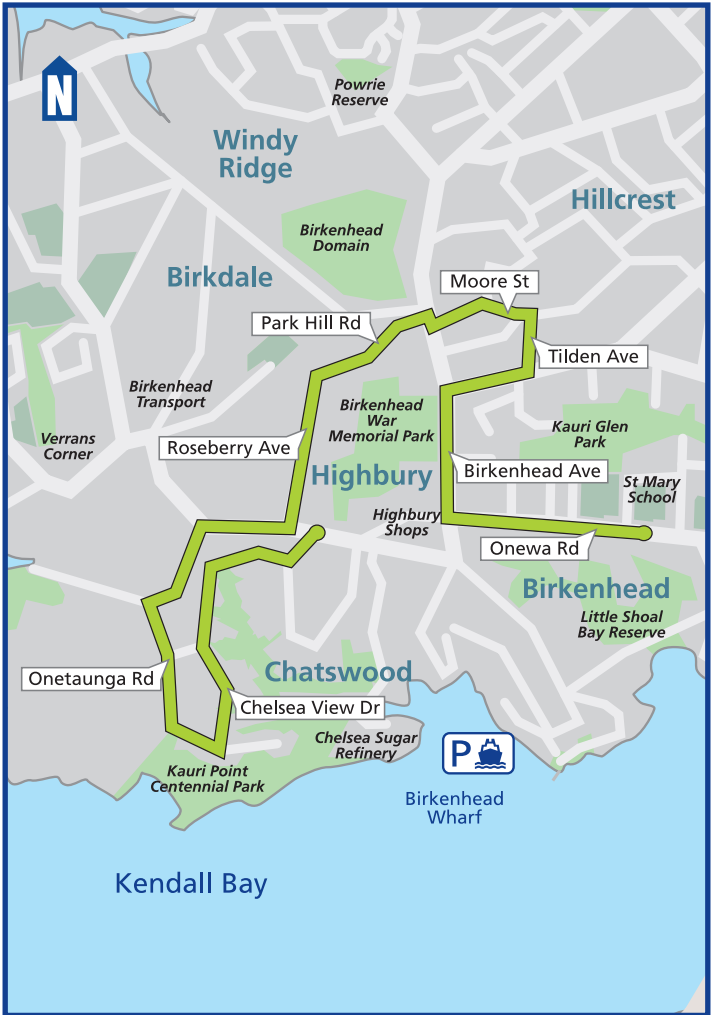 N
Powrie
Reserve
Windy
Ridge
Hillcrest
Birkenhead
Domain
Birkdale
Moore St
Park Hill Rd
Tilden Ave
Birkenhead
Transport
Birkenhead
War
Memorial Park
Kauri Glen
Park
Verrans
Corner
Roseberry Ave
Highbury
Birkenhead Ave
St Mary
School
Highbury
Shops
Onewa Rd
Birkenhead
Little Shoal
Bay Reserve
Onetaunga Rd
Chatswood
Chelsea View Dr
Chelsea Sugar
Refinery
P
Kauri Point
Centennial Park
Birkenhead
Wharf
Kendall Bay